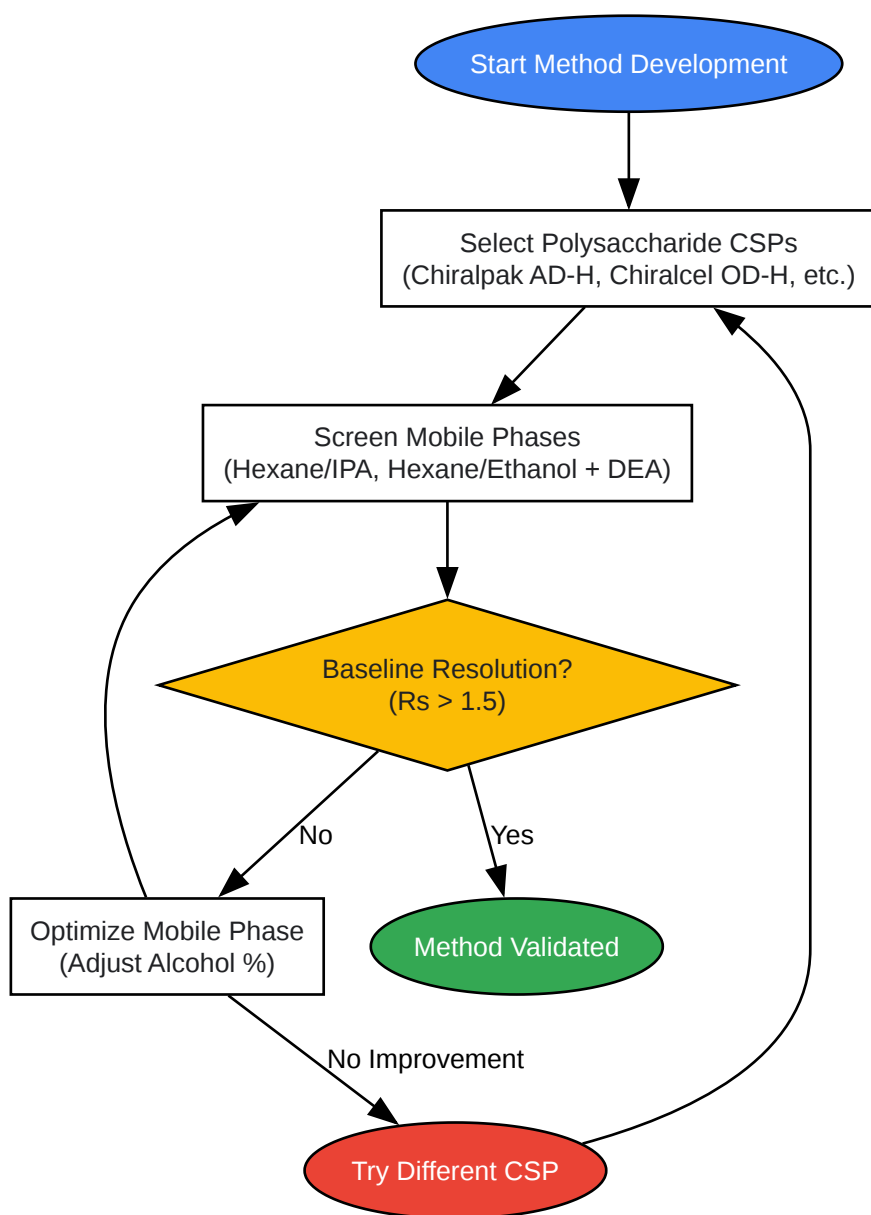 Start Method Development
Select Polysaccharide CSPs
(Chiralpak AD-H, Chiralcel OD-H, etc.)
Screen Mobile Phases
(Hexane/IPA, Hexane/Ethanol + DEA)
Baseline Resolution?
(Rs > 1.5)
No
Yes
Optimize Mobile Phase
(Adjust Alcohol %)
Method Validated
No Improvement
Try Different CSP